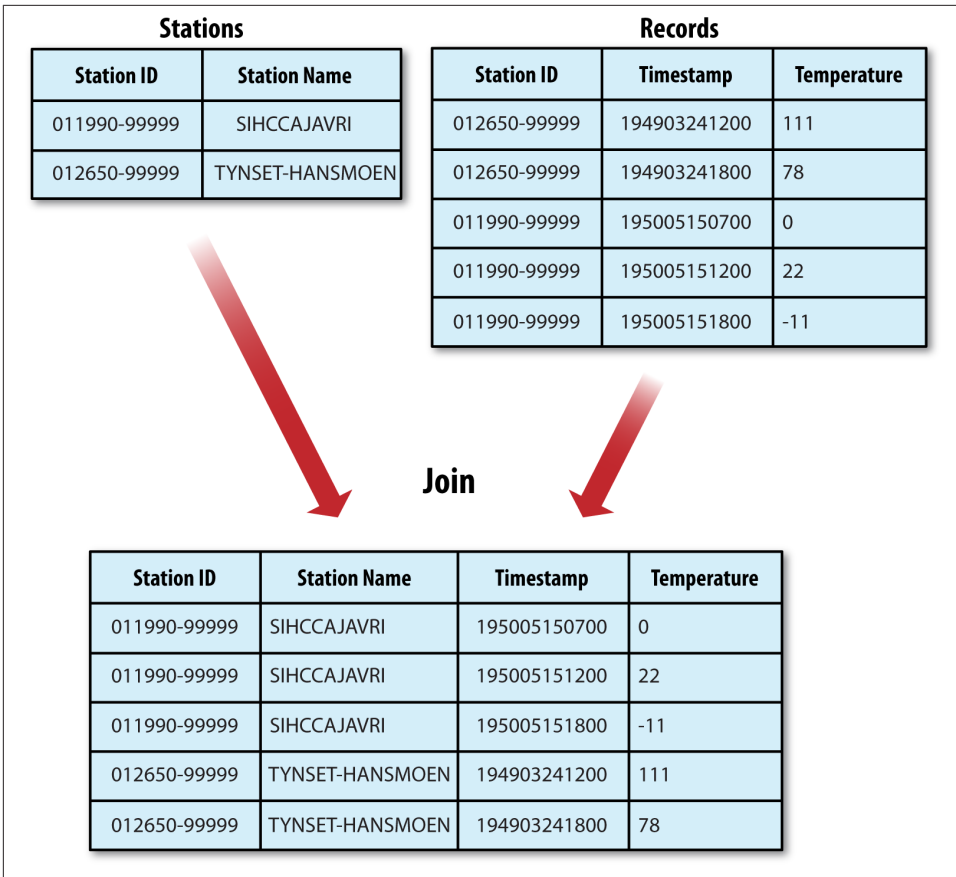 Stations
Station ID Station Name
011990-99999 SIHCCAJAVRI
012650-99999 TYNSET-HANSMOEN
Records
Station ID Timestamp Temperature
012650-99999 194903241200 111
012650-99999 194903241800 78
011990-99999 195005150700 0
011990-99999 195005151200 22
011990-99999 195005151800 -11
Join
Station ID Station Name Timestamp Temperature
011990-99999 SIHCCAJAVRI 195005150700 0
011990-99999 SIHCCAJAVRI 195005151200 22
011990-99999 SIHCCAJAVRI 195005151800 -11
012650-99999 TYNSET-HANSMOEN 194903241200 111
012650-99999 TYNSET-HANSMOEN 194903241800 78